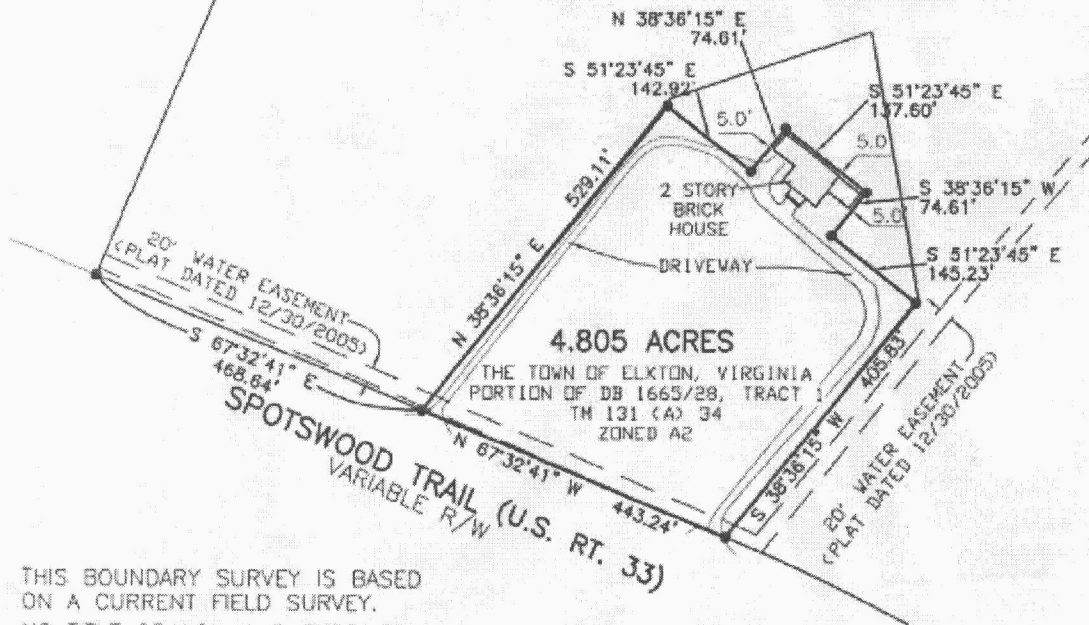 N 38°36'15" E
74.61'
S 51°23'45" E
142.92'
S 51°23'45" E
137.60'
5.0'
5.0
529.11'
2 STORY
BRICK
HOUSE
S 38°36'15" W
74.61'
5.0'
S 51°23'45" E
145.23'
DRIVEWAY
20' WATER EASEMENT
(PLAT DATED 12/30/2005)
N 38°36'15" E
4.805 ACRES
THE TOWN OF ELKTON, VIRGINIA
PORTION OF DB 1665/28, TRACT 1
TM 131 (A) 34
ZONED A2
405.83'
S 38°36'15" W
20' WATER EASEMENT
(PLAT DATED 12/30/2005)
S 67°32'41" E
468.64'
N 67°32'41" W
443.24'
SPOTSWOOD TRAIL (U.S. RT. 33)
VARIABLE R/W
THIS BOUNDARY SURVEY IS BASED
ON A CURRENT FIELD SURVEY.